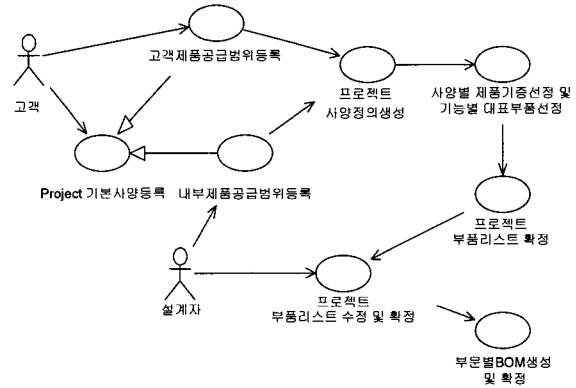 고객제품공급범위등록
고객
프로젝트
사양정의생성
사양별 제품기종선정 및
기능별 대표부품선정
Project 기본사양등록
내부제품공급범위등록
프로젝트
부품리스트 확정
설계자
프로젝트
부품리스트 수정 및 확정
부문별BOM생성
및 확정